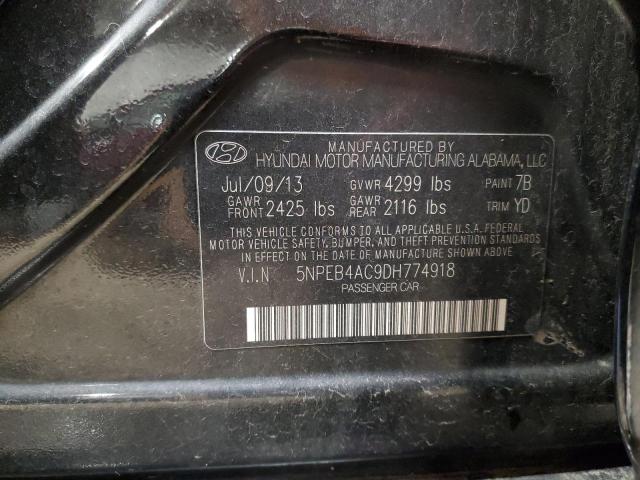 MANUFACTURED BY
HYUNDAI MOTOR MANUFACTURING ALABAMA, LLC
Jul/09/13 GVWR 4299 lbs PAINT 7B
GAWR FRONT 2425 lbs GAWR REAR 2116 lbs TRIM YD
THIS VEHICLE CONFORMS TO ALL APPLICABLE U.S.A. FEDERAL
MOTOR VEHICLE SAFETY, BUMPER, AND THEFT PREVENTION STANDARDS
IN EFFECT ON THE DATE OF MANUFACTURE SHOWN ABOVE
V.I.N 5NPEB4AC9DH774918
PASSENGER CAR